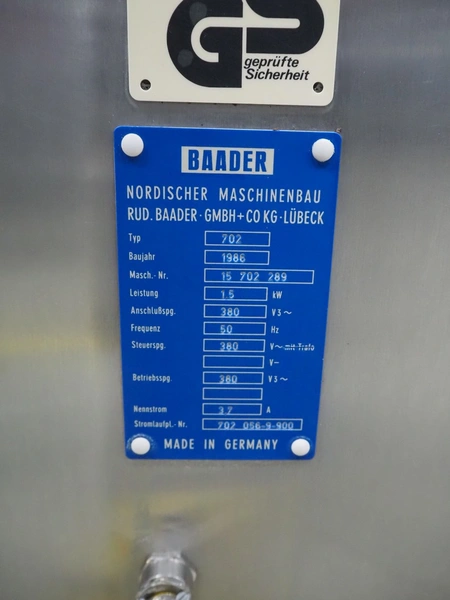 GS
geprüfte
Sicherheit
BAADER
NORDISCHER MASCHINENBAU
RUD. BAADER·GMBH+CO KG·LÜBECK
Typ 702
Baujahr 1986
Masch.-Nr. 15 702 289
Leistung 1.5 kW
Anschlußspg. 380 V3~
Frequenz 50 Hz
Steuerspg. 380 V~ mit Trafo
V–
Betriebsspg. 380 V3~
Nennstrom 3.7 A
Stromlaufpl.-Nr. 702 056-9-900
MADE IN GERMANY